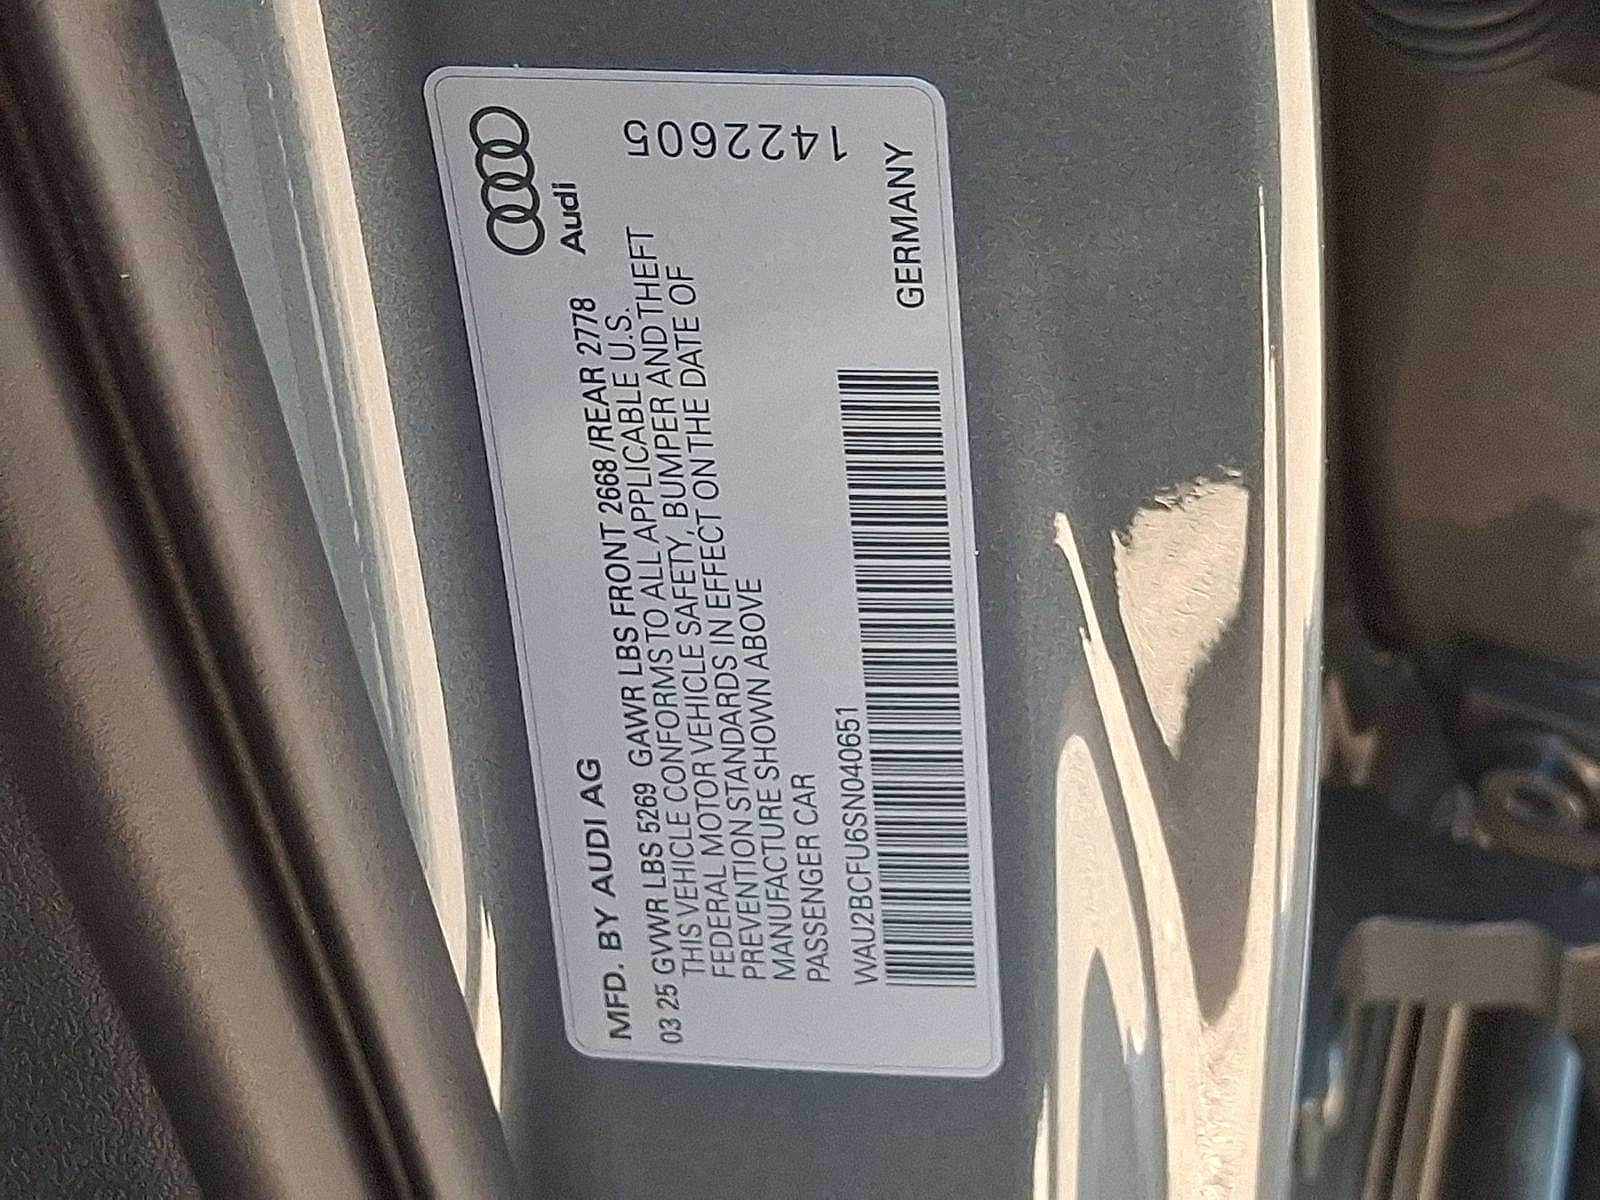 Audi
1422605
MFD. BY AUDI AG
03 25 GVWR LBS 5269 GAWR LBS FRONT 2668 /REAR 2778
THIS VEHICLE CONFORMS TO ALL APPLICABLE U.S.
FEDERAL MOTOR VEHICLE SAFETY, BUMPER AND THEFT
PREVENTION STANDARDS IN EFFECT ON THE DATE OF
MANUFACTURE SHOWN ABOVE
PASSENGER CAR
WAU2BCFU6SN040651
GERMANY